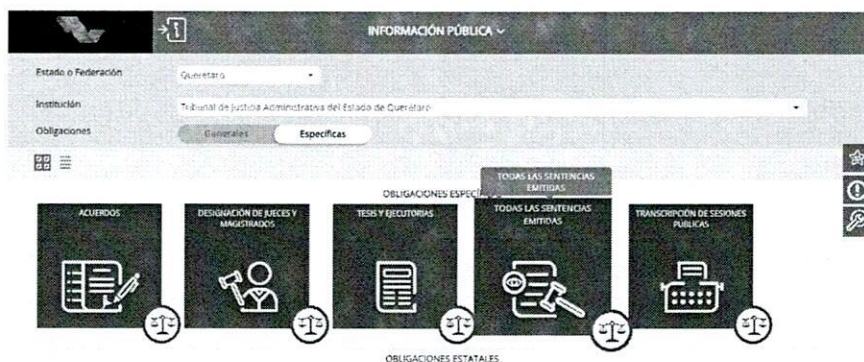 INFORMACIÓN PÚBLICA
Estado o Federación
Querétaro
Institución
Tribunal de Justicia Administrativa del Estado de Querétaro
Obligaciones
Generales
Específicas
TODAS LAS SENTENCIAS
EMITIDAS
OBLIGACIONES ESPECÍ
ACUERDOS
DESIGNACIÓN DE JUECES Y
MAGISTRADOS
TESIS Y EJECUTORIAS
TODAS LAS SENTENCIAS
EMITIDAS
TRANSCRIPCIÓN DE SESIONES
PÚBLICAS
OBLIGACIONES ESTATALES